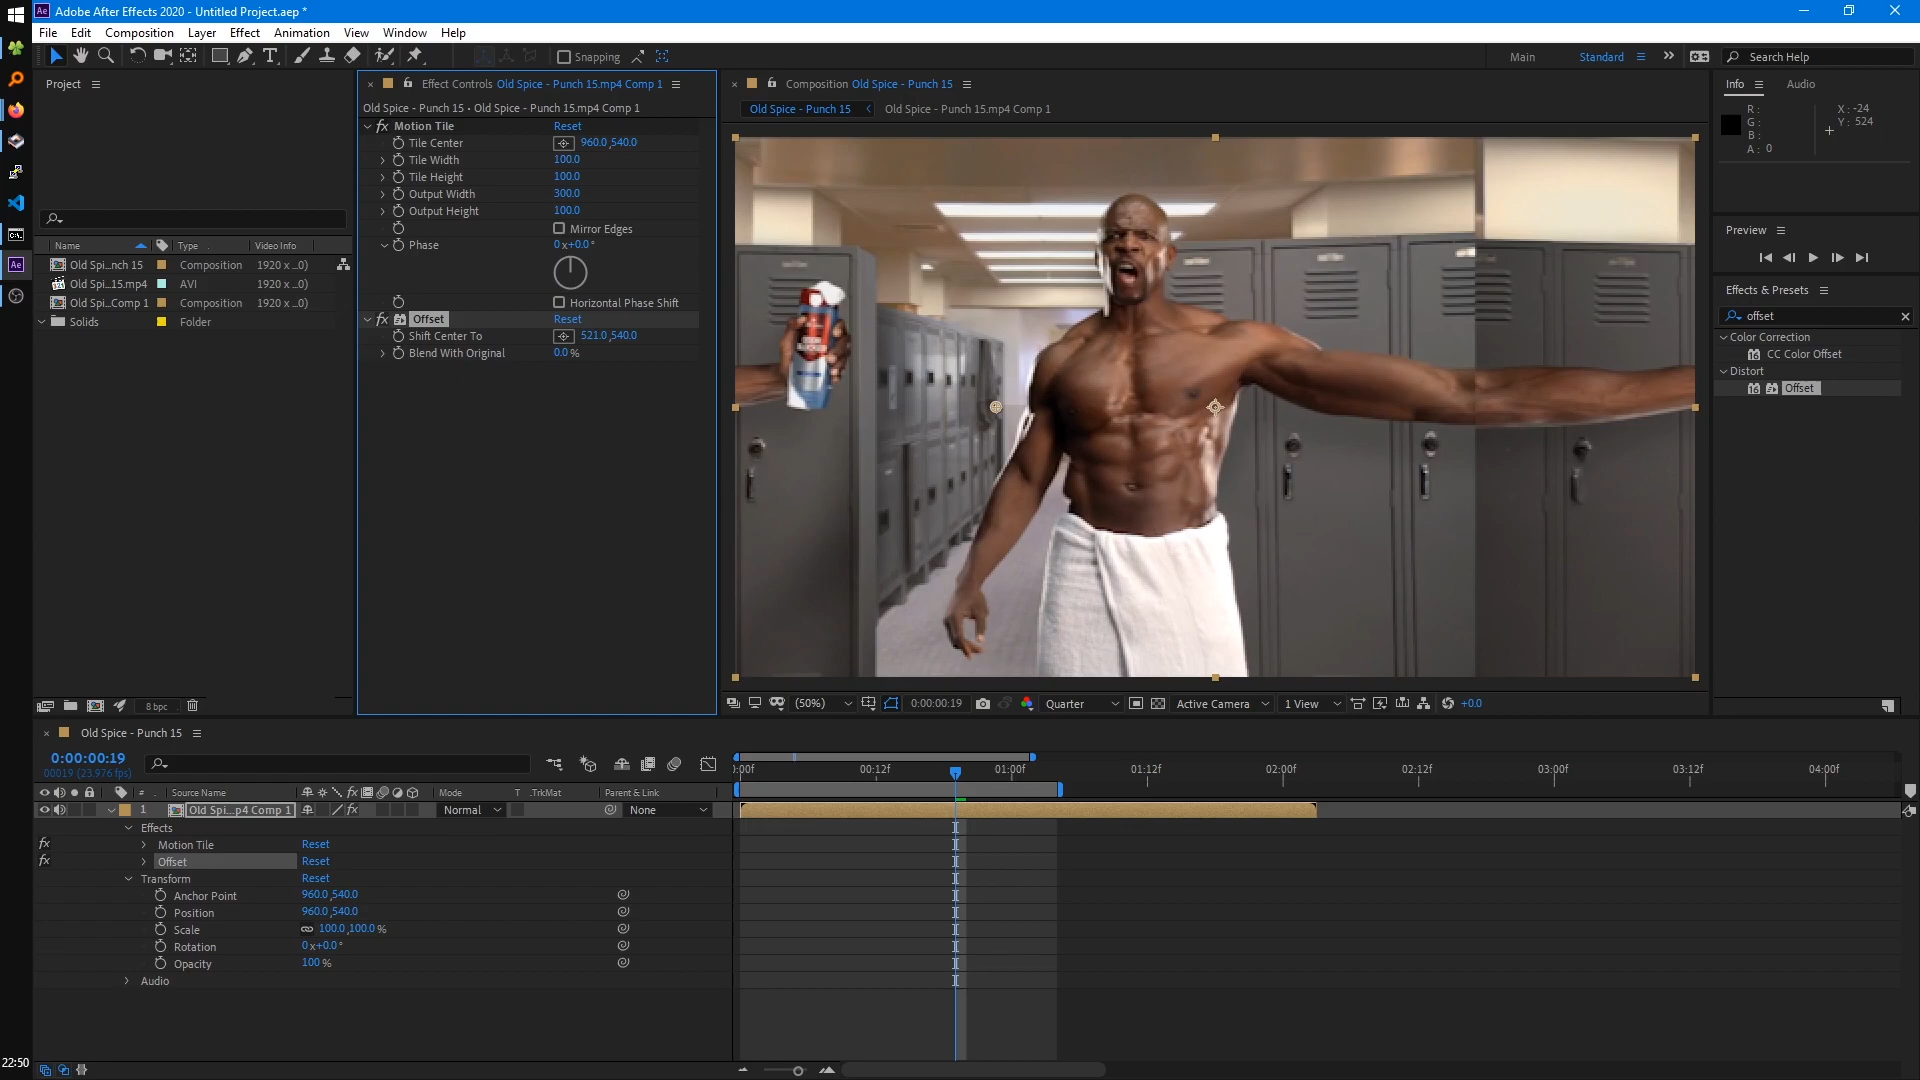 Adobe After Effects 2020 - Untitled Project.aep *
File Edit Composition Layer Effect Animation View Window Help
Snapping
Main Standard Search Help
Project
Name Type Video Info
Old Spi...nch 15 Composition 1920 x ...0)
Old Spi...15.mp4 AVI 1920 x ...0)
Old Spi...Comp 1 Composition 1920 x ...0)
Solids Folder
8 bpc
Effect Controls Old Spice - Punch 15.mp4 Comp 1
Old Spice - Punch 15 • Old Spice - Punch 15.mp4 Comp 1
fx Motion Tile Reset
Tile Center 960.0,540.0
Tile Width 100.0
Tile Height 100.0
Output Width 300.0
Output Height 100.0
Mirror Edges
Phase 0x+0.0°
Horizontal Phase Shift
fx Offset Reset
Shift Center To 521.0,540.0
Blend With Original 0.0%
Composition Old Spice - Punch 15
Old Spice - Punch 15 Old Spice - Punch 15.mp4 Comp 1
(50%) 0:00:00:19 Quarter Active Camera 1 View +0.0
Info Audio
R :
G :
B :
A : 0
X : -24
Y : 524
Preview
Effects & Presets
offset
Color Correction
CC Color Offset
Distort
Offset
Old Spice - Punch 15
0:00:00:19
00019 (23.976 fps)
:00f 00:12f 01:00f 01:12f 02:00f 02:12f 03:00f 03:12f 04:00f
# Source Name fx Mode T .TrkMat Parent & Link
1 Old Spi...p4 Comp 1 fx Normal None
Effects
fx Motion Tile Reset
fx Offset Reset
Transform Reset
Anchor Point 960.0,540.0
Position 960.0,540.0
Scale 100.0,100.0%
Rotation 0x+0.0°
Opacity 100%
Audio
22:50